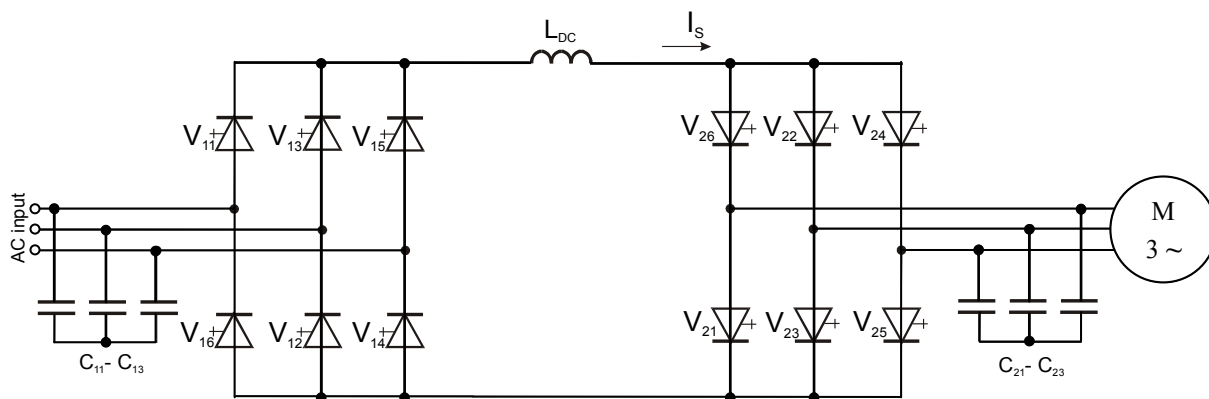 L_DC
I_S
V_11
V_13
V_15
V_26
V_22
V_24
AC input
M
3 ~
V_16
V_12
V_14
V_21
V_23
V_25
C_11 - C_13
C_21 - C_23